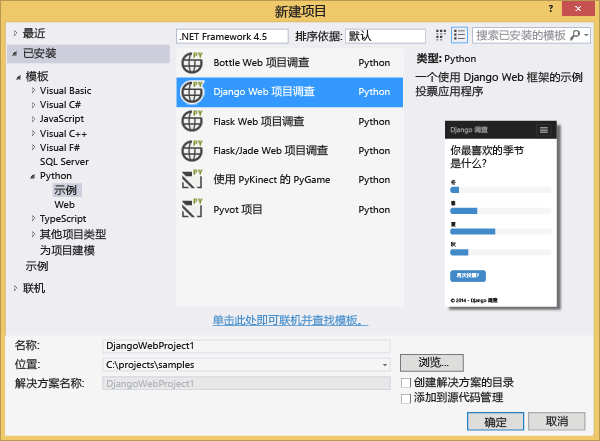 新建项目
?
最近
.NET Framework 4.5
排序依据:
默认
搜索已安装的模板
已安装
模板
Visual Basic
Visual C#
JavaScript
Visual C++
Visual F#
SQL Server
Python
示例
Web
TypeScript
其他项目类型
为项目建模
示例
联机
Bottle Web 项目调查 Python
Django Web 项目调查 Python
Flask Web 项目调查 Python
Flask/Jade Web 项目调查 Python
使用 PyKinect 的 PyGame Python
Pyvot 项目 Python
单击此处即可联机并查找模板。
类型: Python
一个使用 Django Web 框架的示例
投票应用程序
Django 调查
你最喜欢的季节
是什么?
冬
春
夏
秋
再次投票?
© 2014 - Django 调查
名称: DjangoWebProject1
位置: C:\projects\samples 浏览...
解决方案名称: DjangoWebProject1
创建解决方案的目录
添加到源代码管理
确定 取消